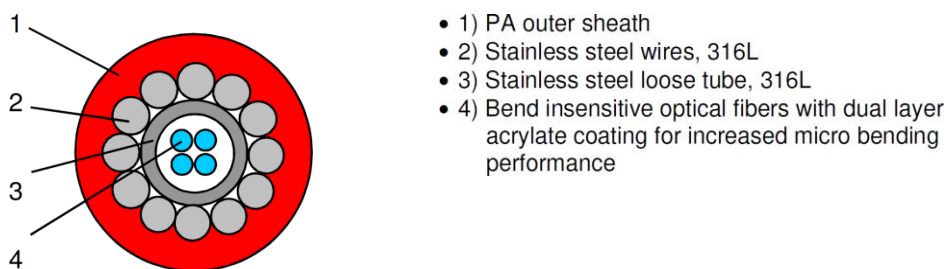 1
2
3
4
• 1) PA outer sheath
• 2) Stainless steel wires, 316L
• 3) Stainless steel loose tube, 316L
• 4) Bend insensitive optical fibers with dual layer
acrylate coating for increased micro bending
performance